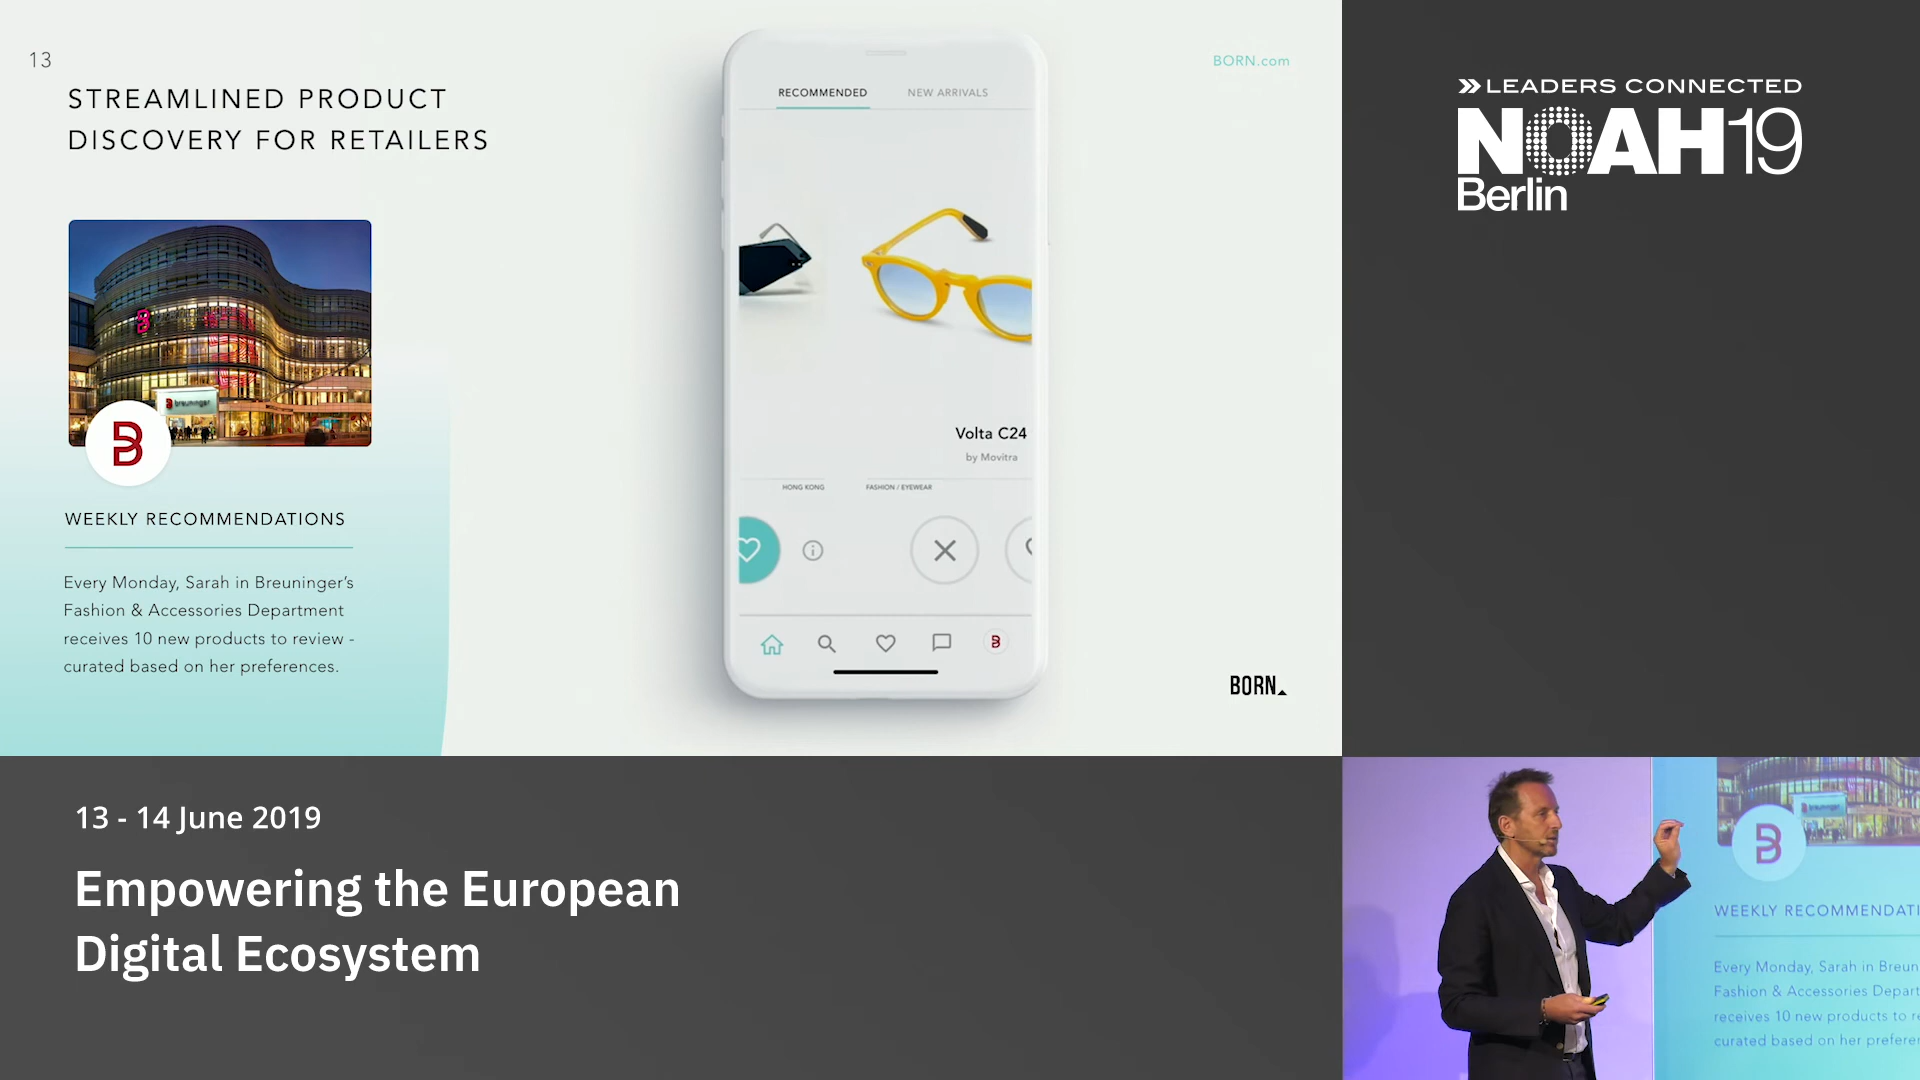 13
STREAMLINED PRODUCT
DISCOVERY FOR RETAILERS
BORN.com
RECOMMENDED
NEW ARRIVALS
breuninger
B
Volta C24
by Movitra
HONG KONG
FASHION / EYEWEAR
B
WEEKLY RECOMMENDATIONS
Every Monday, Sarah in Breuninger's
Fashion & Accessories Department
receives 10 new products to review -
curated based on her preferences.
BORN
LEADERS CONNECTED
NOAH19
Berlin
13 - 14 June 2019
Empowering the European
Digital Ecosystem
breuninger
B
WEEKLY RECOMMENDATI
Every Monday, Sarah in Breun
Fashion & Accessories Depart
receives 10 new products to re
curated based on her prefere